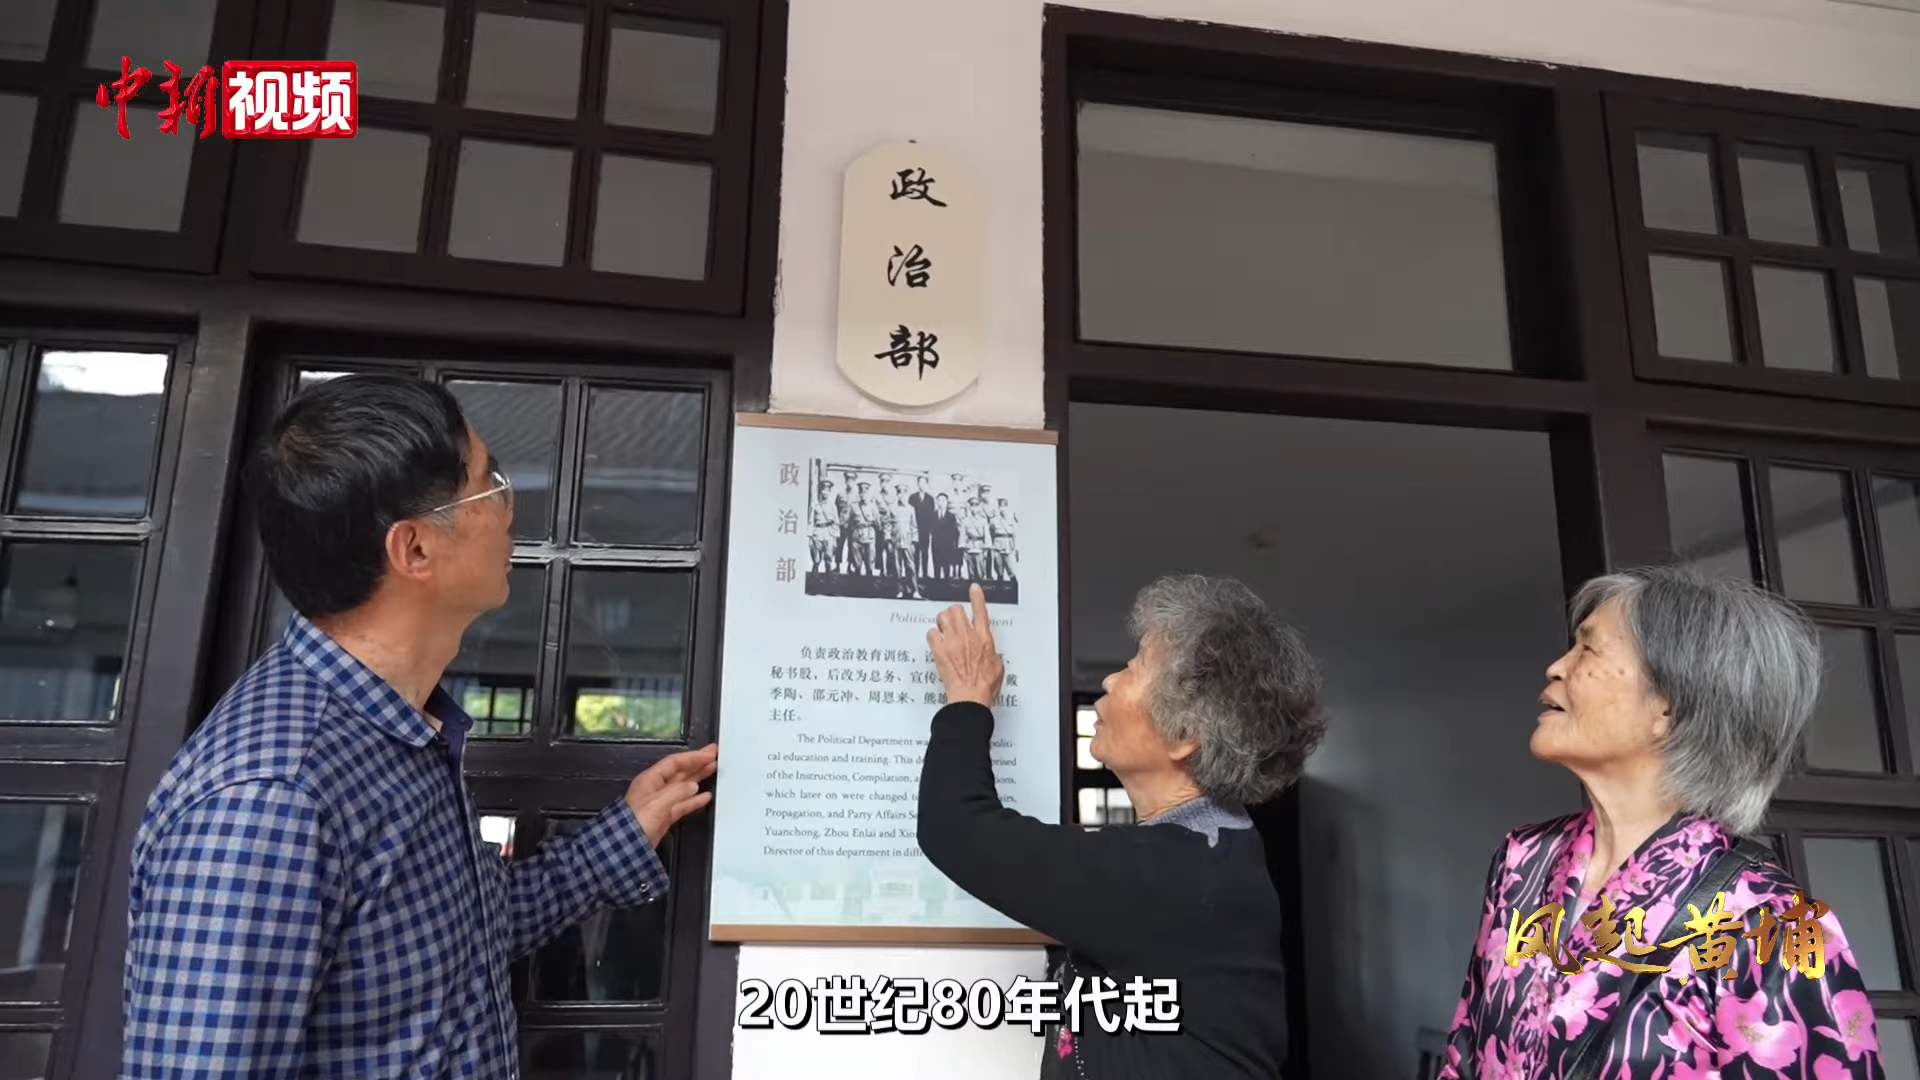 中新视频
政
治
部
政
治
部
Politic
负责政治教育训练，
秘书股，后改为总务、宣传
季陶、邵元冲、周恩来、熊
主任。
The Political Department
cal education and training. This
of the Instruction, Compilation,
which later on were changed
Propagation, and Party Affairs
Yuanchong, Zhou Enlai and
Director of this department in
风起黄埔
20世纪80年代起